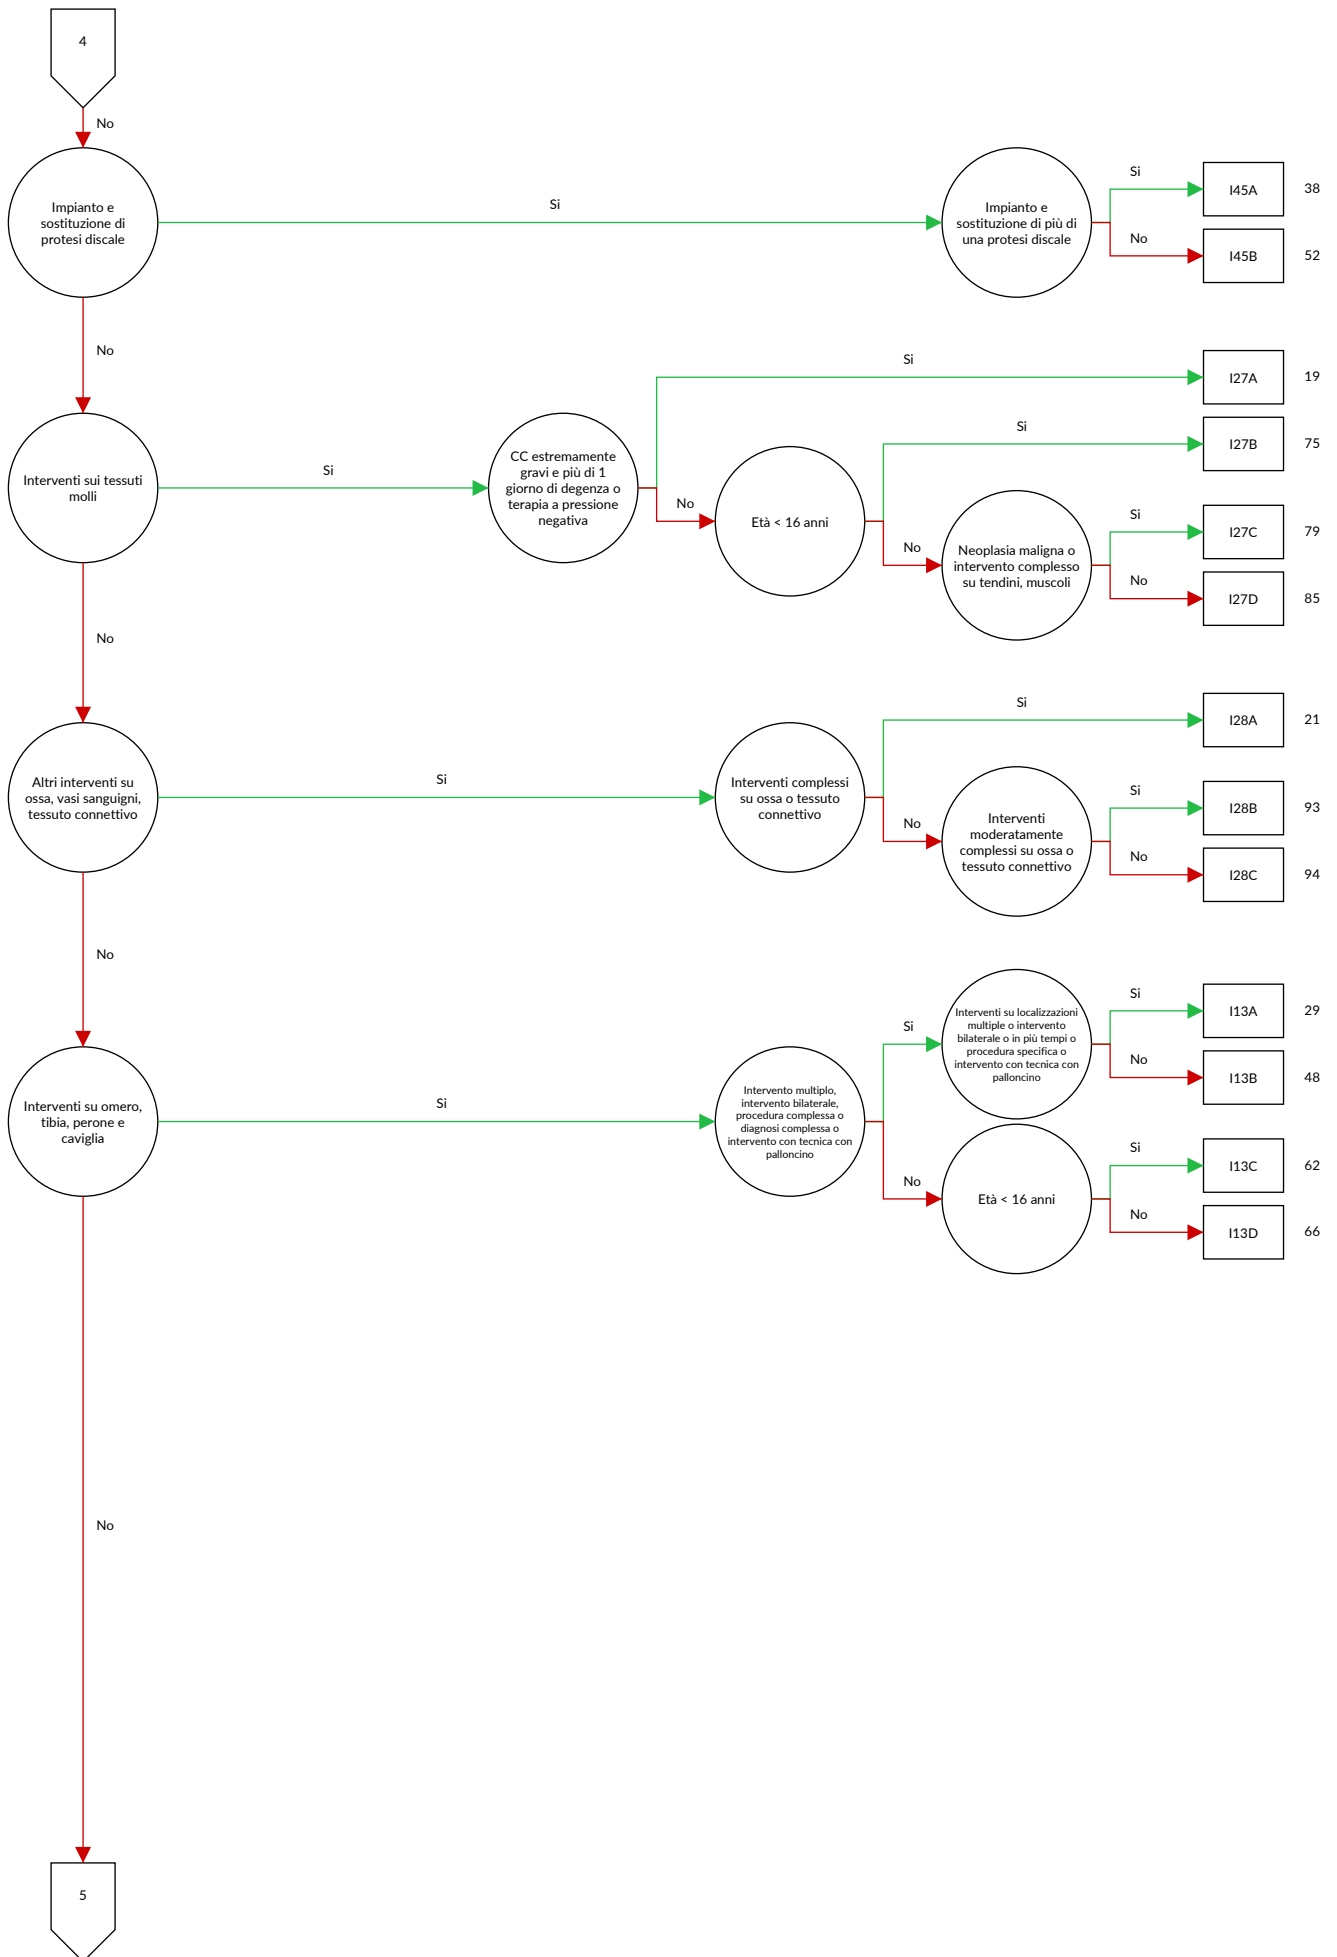 4
No
Impianto e
sostituzione di
protesi discale
Si
Impianto e
sostituzione di più di
una protesi discale
Si
I45A
38
No
I45B
52
No
Interventi sui tessuti
molli
Si
CC estremamente
gravi e più di 1
giorno di degenza o
terapia a pressione
negativa
Si
I27A
19
No
Età < 16 anni
Si
I27B
75
No
Neoplasia maligna o
intervento complesso
su tendini, muscoli
Si
I27C
79
No
I27D
85
No
Altri interventi su
ossa, vasi sanguigni,
tessuto connettivo
Si
Interventi complessi
su ossa o tessuto
connettivo
Si
I28A
21
No
Interventi
moderatamente
complessi su ossa o
tessuto connettivo
Si
I28B
93
No
I28C
94
No
Interventi su omero,
tibia, perone e
caviglia
Si
Intervento multiplo,
intervento bilaterale,
procedura complessa o
diagnosi complessa o
intervento con tecnica con
palloncino
Si
Interventi su localizzazioni
multiple o intervento
bilaterale o in più tempi o
procedura specifica o
intervento con tecnica con
palloncino
Si
I13A
29
No
I13B
48
No
Età < 16 anni
Si
I13C
62
No
I13D
66
No
5